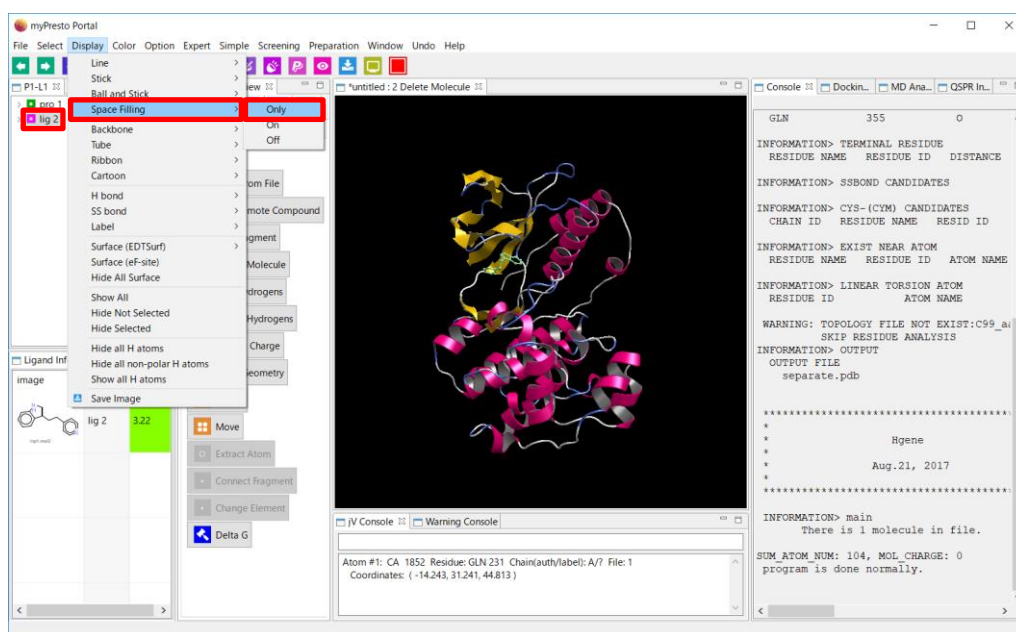 myPresto Portal
File Select Display Color Option Expert Simple Screening Preparation Window Undo Help
P1-L1
pro 1
lig 2
Line
Stick
Ball and Stick
Space Filling
Backbone
Tube
Ribbon
Cartoon
H bond
SS bond
Label
Surface (EDTSurf)
Surface (eF-site)
Hide All Surface
Show All
Hide Not Selected
Hide Selected
Hide all H atoms
Hide all non-polar H atoms
Show all H atoms
Save Image
Only
On
Off
ew
om File
mote Compound
gment
Molecule
drogens
Hydrogens
Charge
eometry
Move
Extract Atom
Connect Fragment
Change Element
Delta G
Ligand Inf
image
lig 2 3.22
*untitled : 2 Delete Molecule
jV Console Warning Console
Atom #1: CA 1852 Residue: GLN 231 Chain(auth/label): A/? File: 1
Coordinates: ( -14.243, 31.241, 44.813 )
Console Dockin... MD Ana... QSPR In...
GLN 355 O
INFORMATION> TERMINAL RESIDUE
RESIDUE NAME RESIDUE ID DISTANCE
INFORMATION> SSBOND CANDIDATES
INFORMATION> CYS-(CYM) CANDIDATES
CHAIN ID RESIDUE NAME RESID ID
INFORMATION> EXIST NEAR ATOM
RESIDUE NAME RESIDUE ID ATOM NAME
INFORMATION> LINEAR TORSION ATOM
RESIDUE ID ATOM NAME
WARNING: TOPOLOGY FILE NOT EXIST:C99_a
SKIP RESIDUE ANALYSIS
INFORMATION> OUTPUT
OUTPUT FILE
separate.pdb
**************************************
*
* Hgene
*
* Aug.21, 2017
*
**************************************
INFORMATION> main
There is 1 molecule in file.
SUM_ATOM_NUM: 104, MOL_CHARGE: 0
program is done normally.